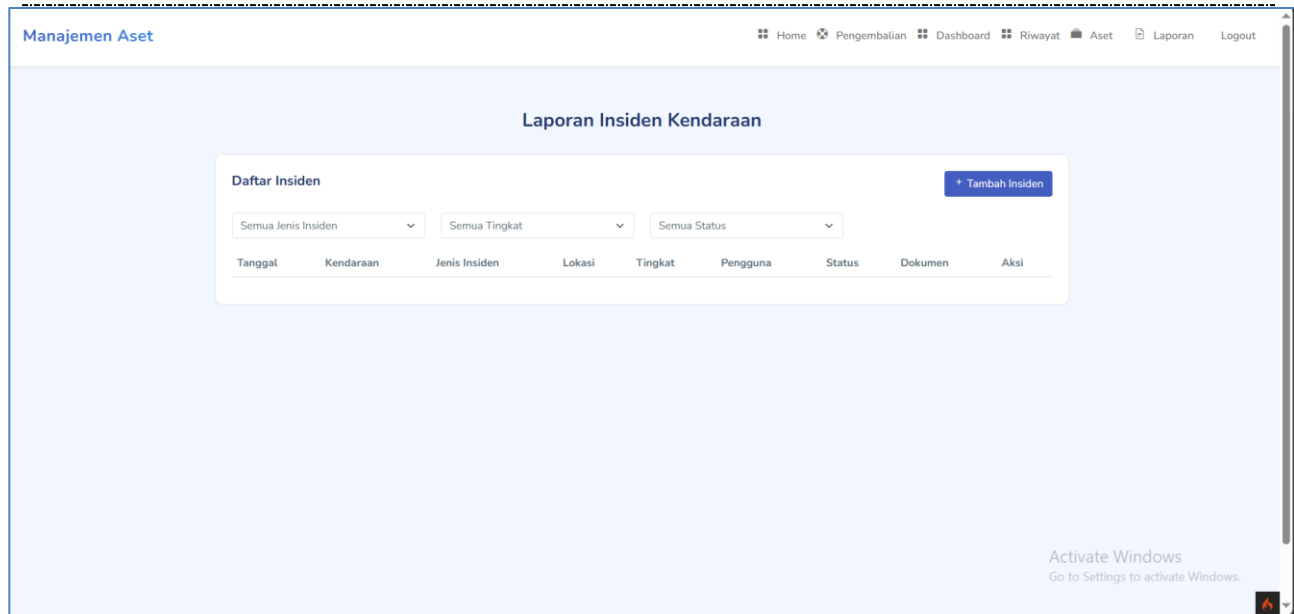 Manajemen Aset Home Pengembalian Dashboard Riwayat Aset Laporan Logout
Laporan Insiden Kendaraan
Daftar Insiden + Tambah Insiden
Semua Jenis Insiden Semua Tingkat Semua Status
Tanggal Kendaraan Jenis Insiden Lokasi Tingkat Pengguna Status Dokumen Aksi
Activate Windows
Go to Settings to activate Windows.